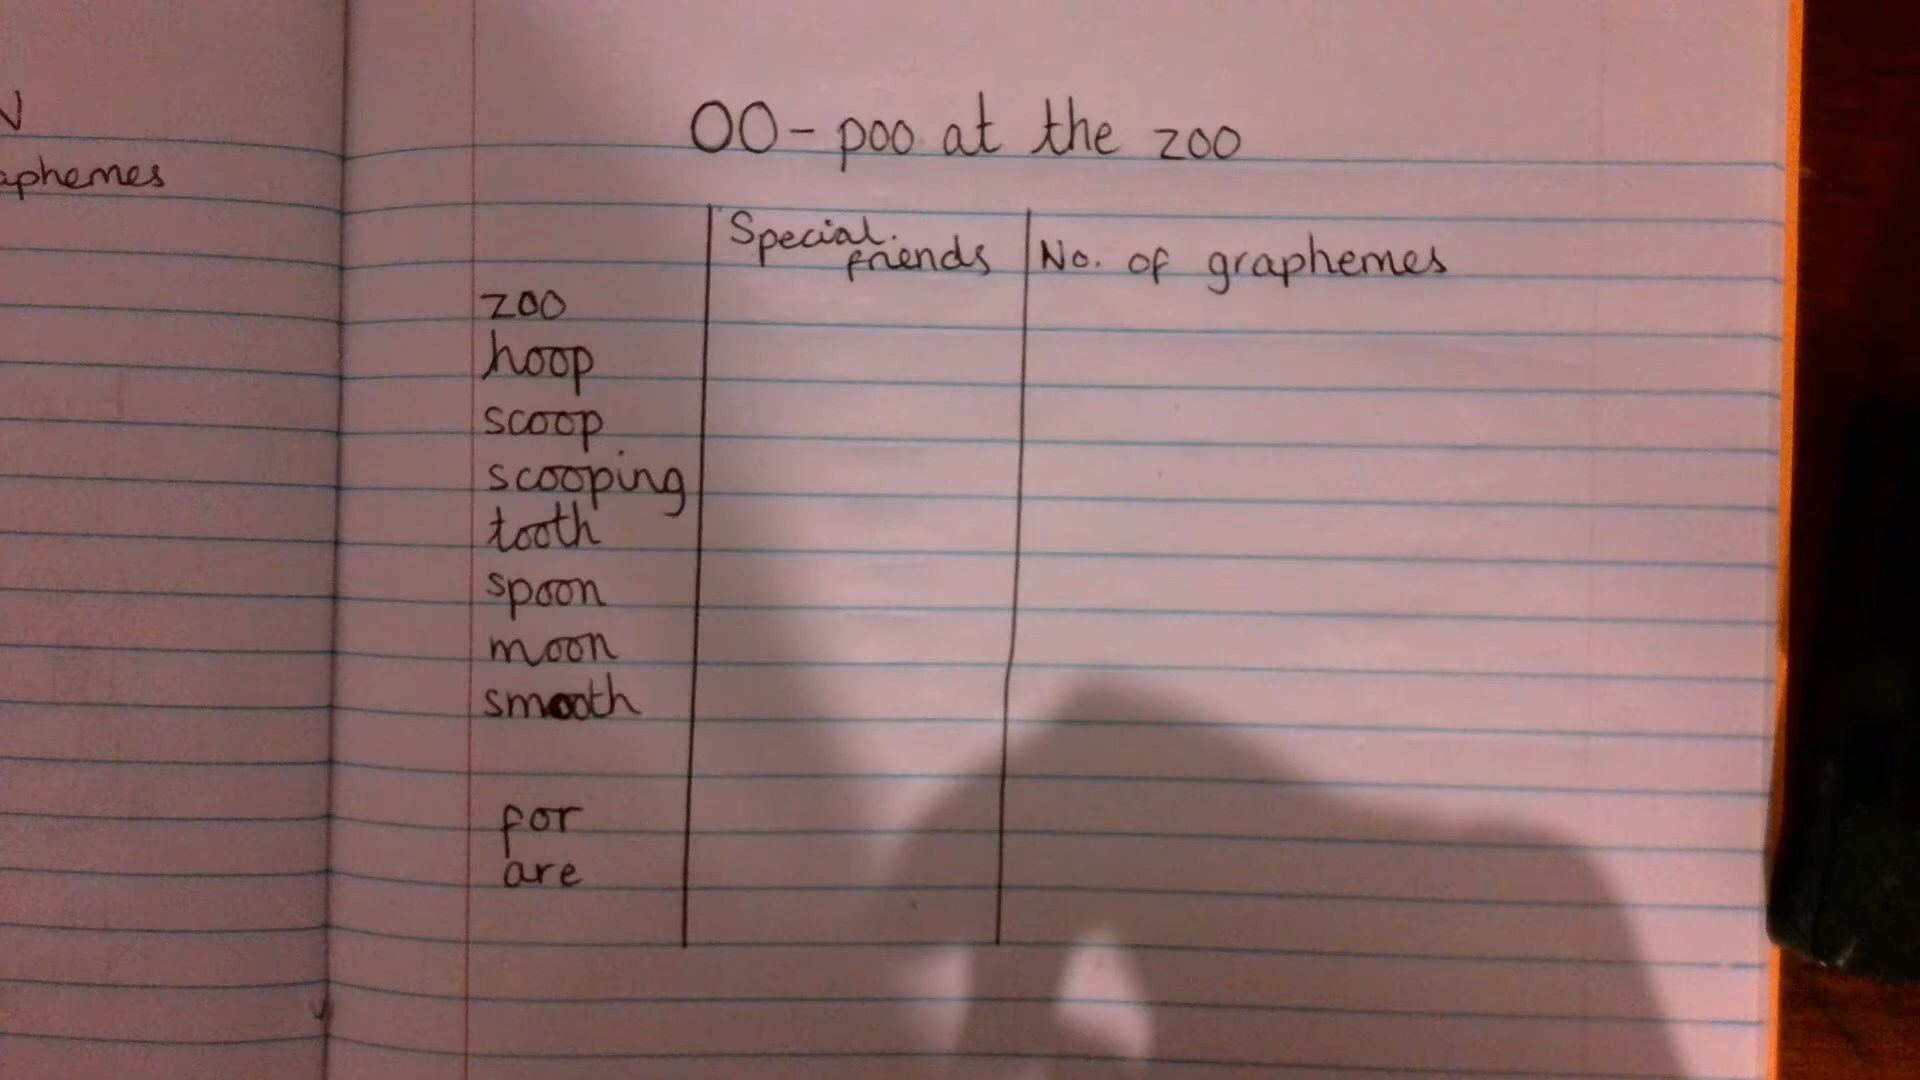 aphemes
OO - poo at the zoo
Special friends No. of graphemes
zoo
hoop
scoop
scooping
tooth
spoon
moon
smooth
for
are